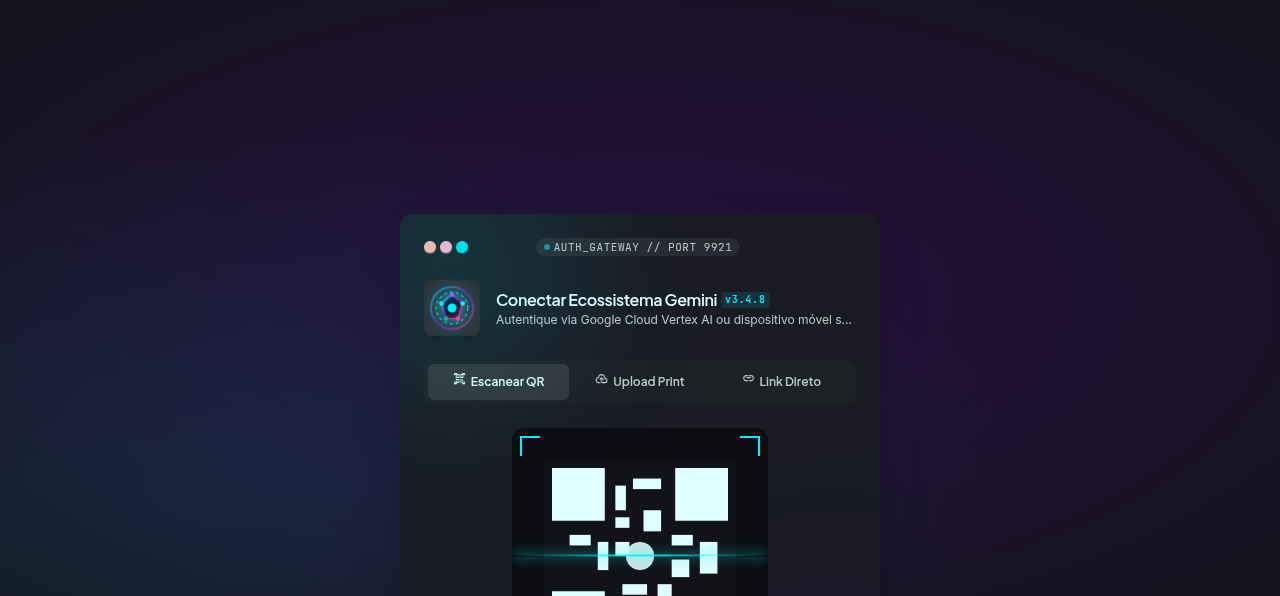 AUTH_GATEWAY // PORT 9921
Conectar Ecossistema Gemini v3.4.8
Autentique via Google Cloud Vertex AI ou dispositivo móvel s...
Escanear QR Upload Print Link Direto